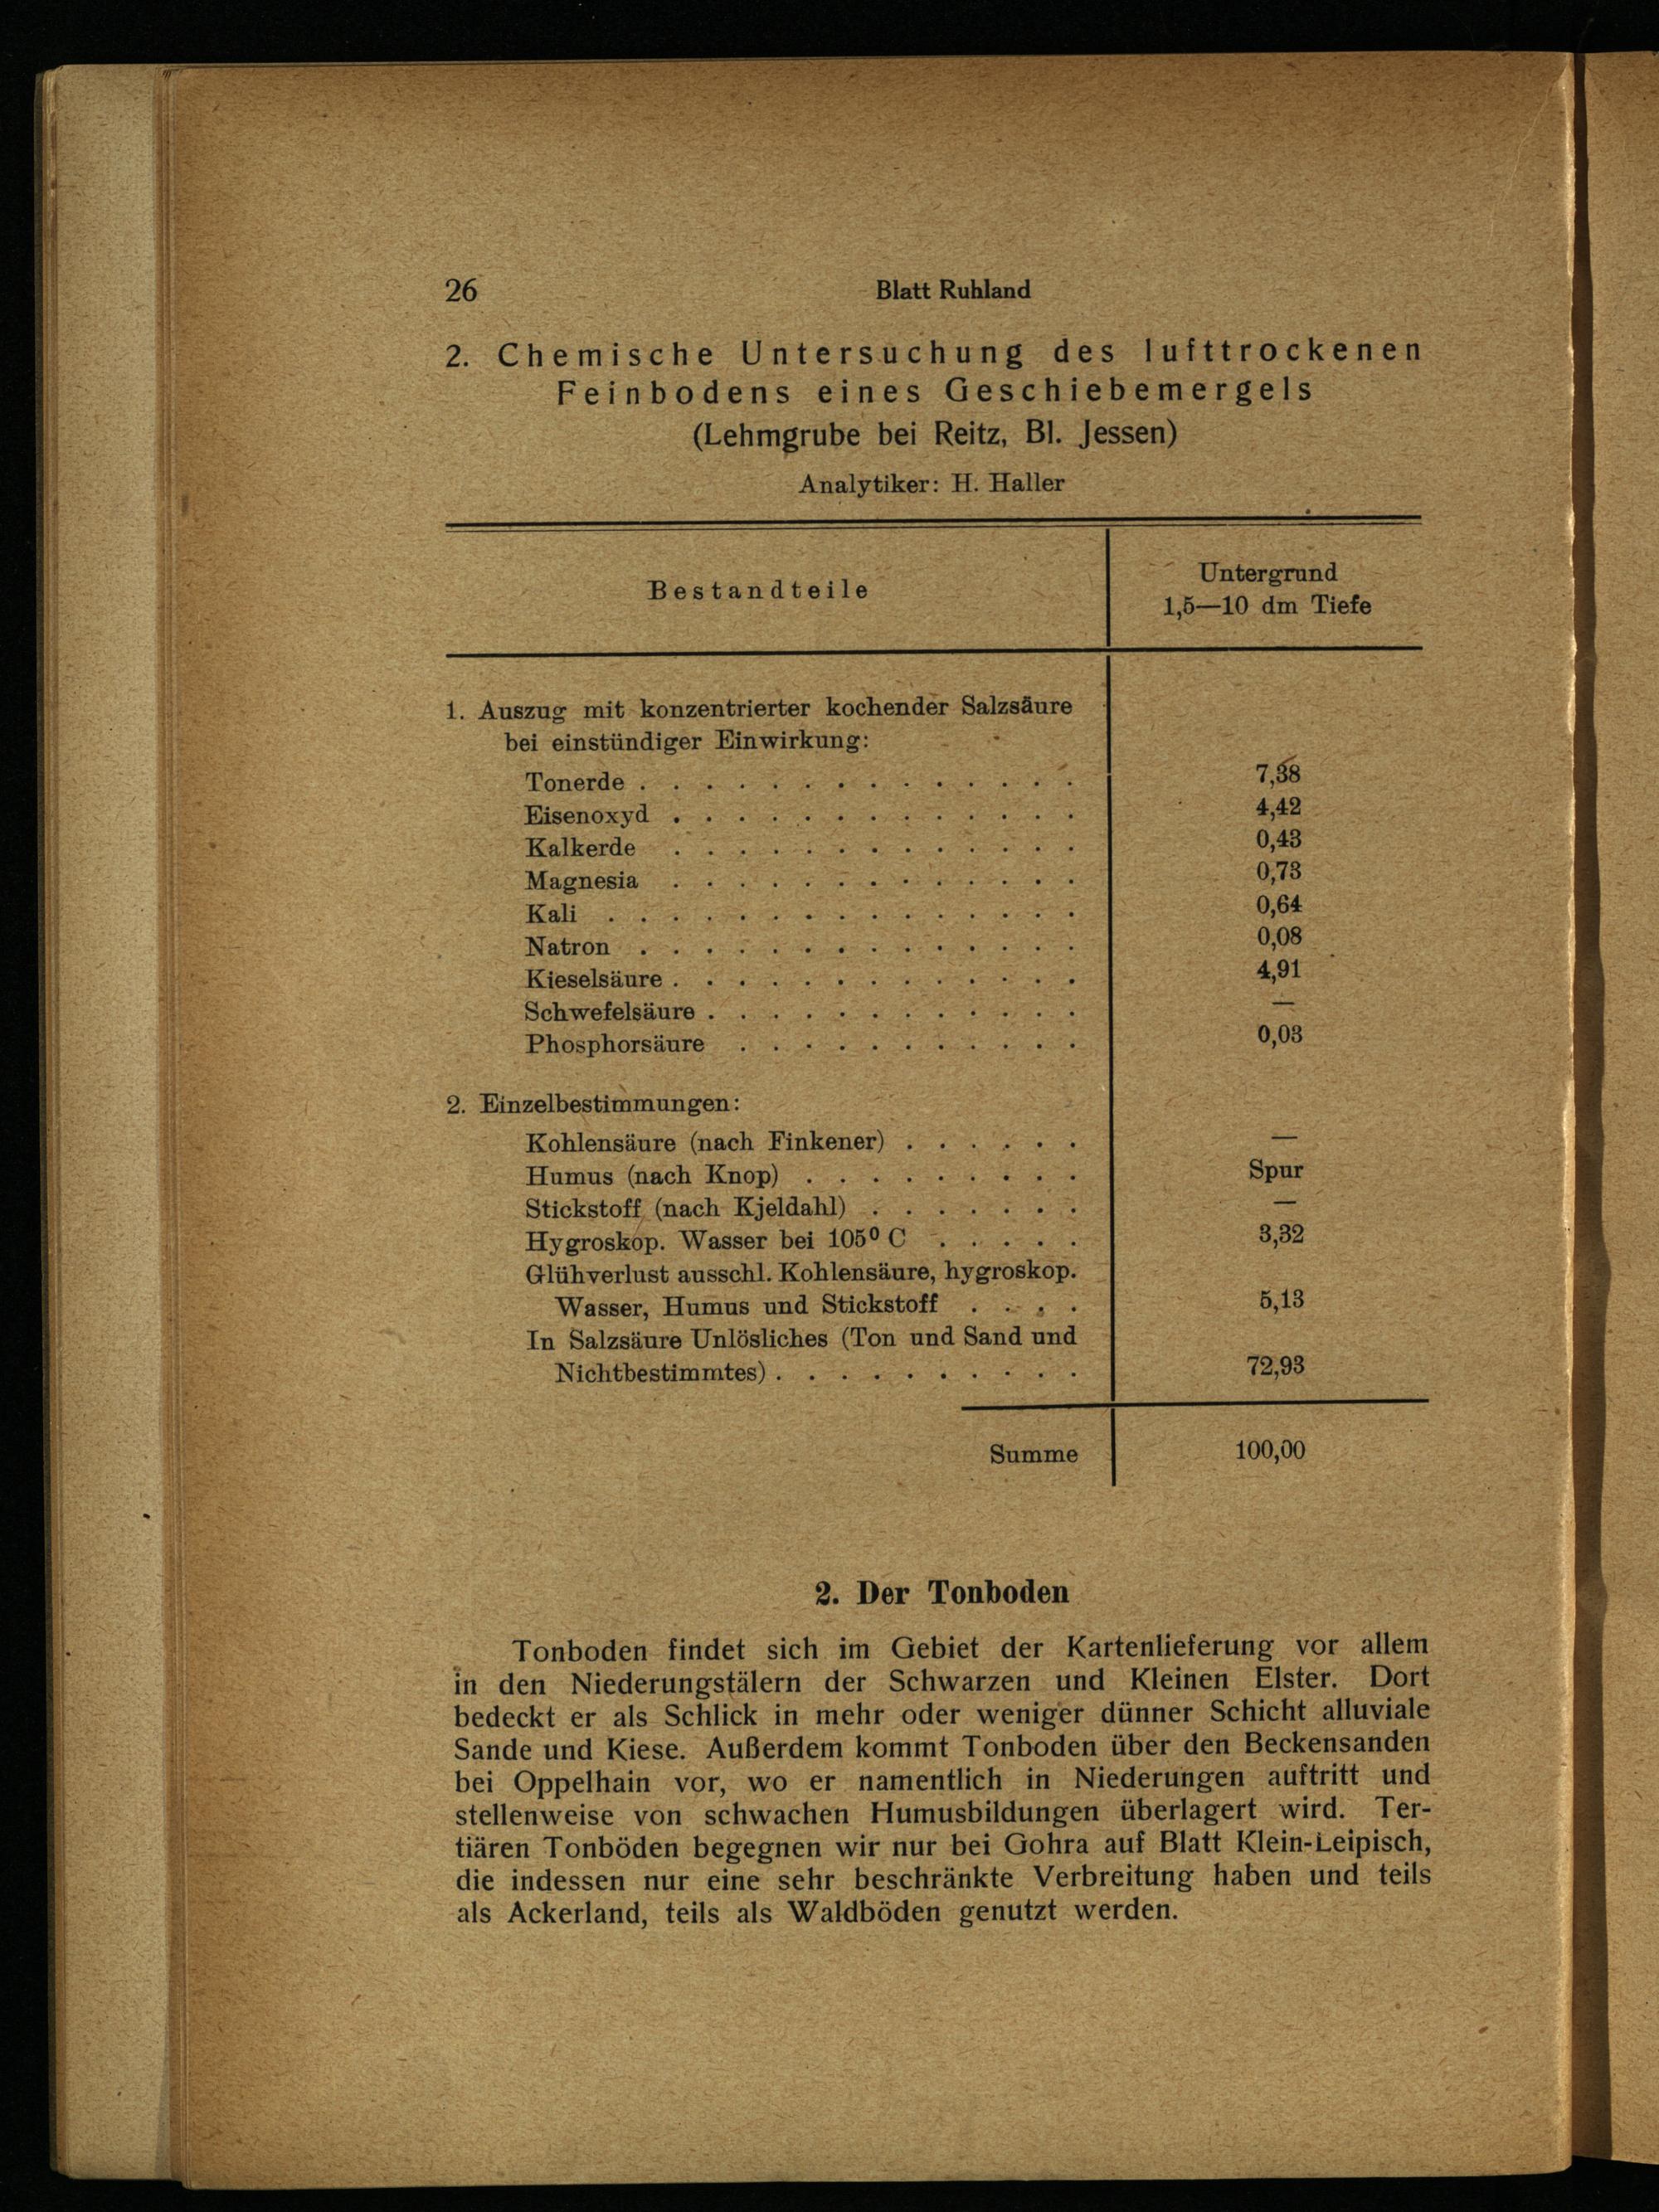 26
Blatt Ruhland
2. Chemische Untersuchung des lufttrockenen
Feinbodens eines Geschiebemergels
(Lehmgrube bei Reitz, Bl. Jessen)
Analytiker: H. Haller
Bestandteile
Untergrund
1,5—10 dm Tiefe
1. Auszug mit konzentrierter kochender Salzsäure
bei einstündiger Einwirkung:
Tonerde . . . . . . . . . . . . . . 7,38
Eisenoxyd . . . . . . . . . . . . . 4,42
Kalkerde . . . . . . . . . . . . . 0,43
Magnesia . . . . . . . . . . . . . 0,73
Kali . . . . . . . . . . . . . . . 0,64
Natron . . . . . . . . . . . . . . 0,08
Kieselsäure . . . . . . . . . . . . . 4,91
Schwefelsäure . . . . . . . . . . . . —
Phosphorsäure . . . . . . . . . . . 0,03
2. Einzelbestimmungen:
Kohlensäure (nach Finkener) . . . . . . —
Humus (nach Knop) . . . . . . . . . Spur
Stickstoff (nach Kjeldahl) . . . . . . . —
Hygroskop. Wasser bei 105⁰ C . . . . . 3,32
Glühverlust ausschl. Kohlensäure, hygroskop.
Wasser, Humus und Stickstoff . . . . 5,13
In Salzsäure Unlösliches (Ton und Sand und
Nichtbestimmtes) . . . . . . . . . . 72,93
Summe 100,00
2. Der Tonboden
Tonboden findet sich im Gebiet der Kartenlieferung vor allem
in den Niederungstälern der Schwarzen und Kleinen Elster. Dort
bedeckt er als Schlick in mehr oder weniger dünner Schicht alluviale
Sande und Kiese. Außerdem kommt Tonboden über den Beckensanden
bei Oppelhain vor, wo er namentlich in Niederungen auftritt und
stellenweise von schwachen Humusbildungen überlagert wird. Ter-
tiären Tonböden begegnen wir nur bei Gohra auf Blatt Klein-Leipisch,
die indessen nur eine sehr beschränkte Verbreitung haben und teils
als Ackerland, teils als Waldböden genutzt werden.